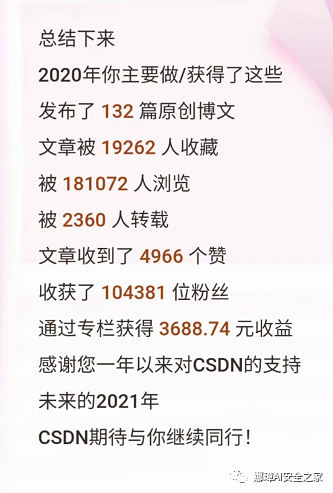 总结下来
2020年你主要做/获得了这些
发布了 132 篇原创博文
文章被 19262 人收藏
被 181072 人浏览
被 2360 人转载
文章收到了 4966 个赞
收获了 104381 位粉丝
通过专栏获得 3688.74 元收益
感谢您一年以来对CSDN的支持
未来的2021年
CSDN期待与你继续同行！
娜璋AI安全之家